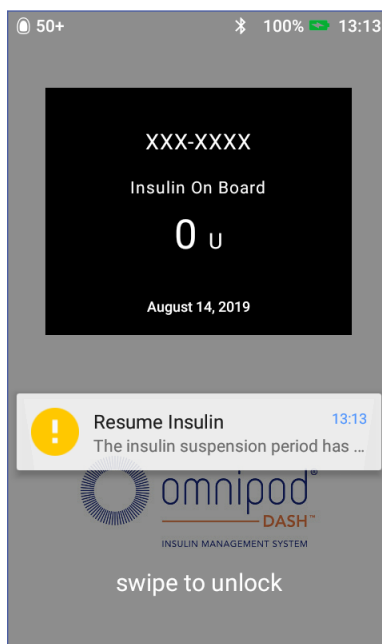 50+ 100% 13:13
XXX-XXXX
Insulin On Board
0 U
August 14, 2019
Resume Insulin 13:13
The insulin suspension period has ...
omnipod®
DASH™
INSULIN MANAGEMENT SYSTEM
swipe to unlock